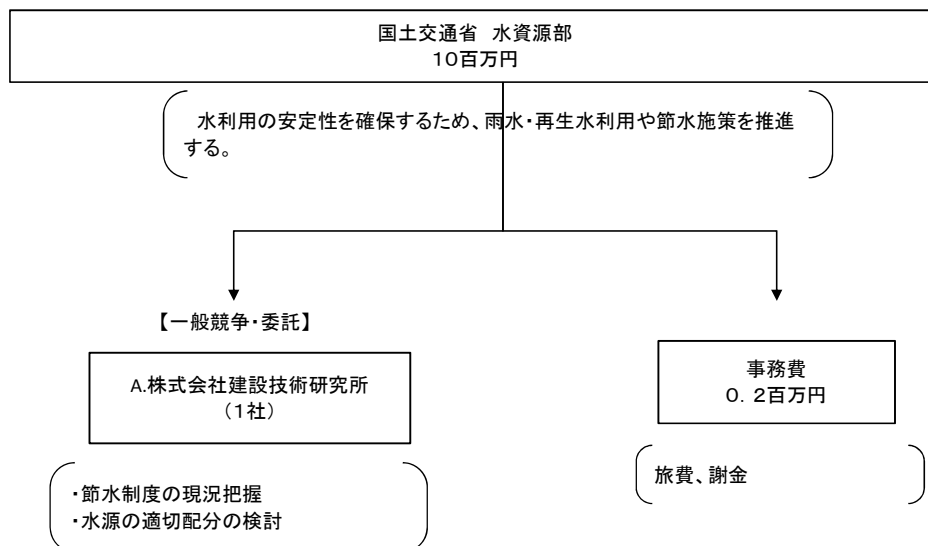 国土交通省 水資源部
10百万円
水利用の安定性を確保するため、雨水・再生水利用や節水施策を推進
する。
【一般競争・委託】
A.株式会社建設技術研究所
（1社）
・節水制度の現況把握
・水源の適切配分の検討
事務費
0．2百万円
旅費、謝金